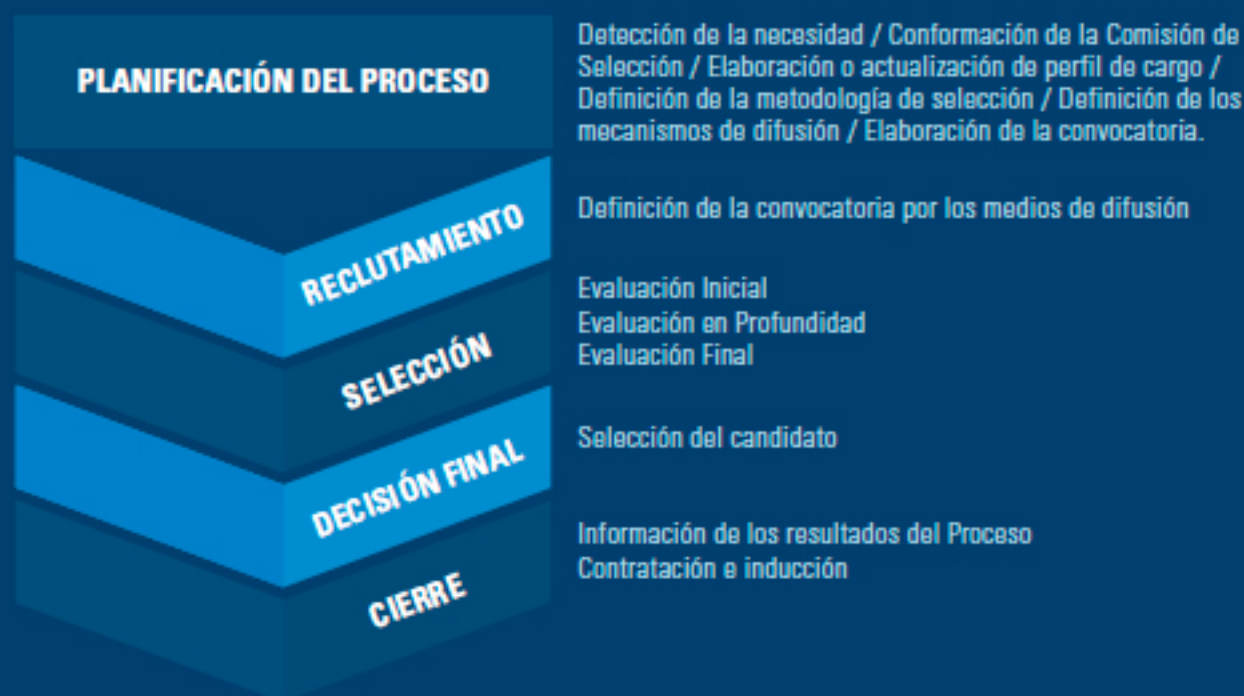 PLANIFICACIÓN DEL PROCESO
Detección de la necesidad / Conformación de la Comisión de
Selección / Elaboración o actualización de perfil de cargo /
Definición de la metodología de selección / Definición de los
mecanismos de difusión / Elaboración de la convocatoria.
RECLUTAMIENTO
Definición de la convocatoria por los medios de difusión
SELECCIÓN
Evaluación Inicial
Evaluación en Profundidad
Evaluación Final
DECISIÓN FINAL
Selección del candidato
CIERRE
Información de los resultados del Proceso
Contratación e inducción